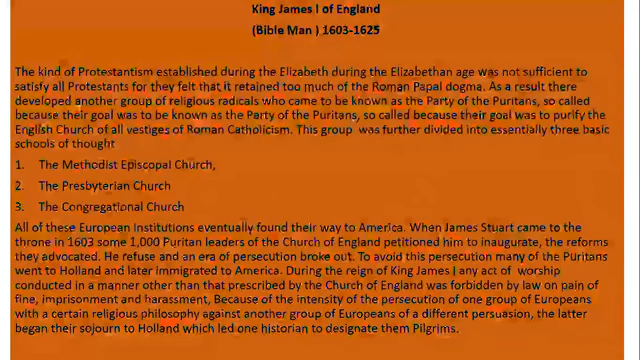 King James I of England
(Bible Man ) 1603-1625
The kind of Protestantism established during the Elizabeth during the Elizabethan age was not sufficient to
satisfy all Protestants for they felt that it retained too much of the Roman Papal dogma. As a result there
developed another group of religious radicals who came to be known as the Party of the Puritans, so called
because their goal was to be known as the Party of the Puritans, so called because their goal was to purify the
English Church of all vestiges of Roman Catholicism. This group was further divided into essentially three basic
schools of thought
1. The Methodist Episcopal Church,
2. The Presbyterian Church
3. The Congregational Church
All of these European Institutions eventually found their way to America. When James Stuart came to the
throne in 1603 some 1,000 Puritan leaders of the Church of England petitioned him to inaugurate, the reforms
they advocated. He refuse and an era of persecution broke out. To avoid this persecution many of the Puritans
went to Holland and later immigrated to America. During the reign of King James I any act of worship
conducted in a manner other than that prescribed by the Church of England was forbidden by law on pain of
fine, imprisonment and harassment, Because of the intensity of the persecution of one group of Europeans
with a certain religious philosophy against another group of Europeans of a different persuasion, the latter
began their sojourn to Holland which led one historian to designate them Pilgrims.